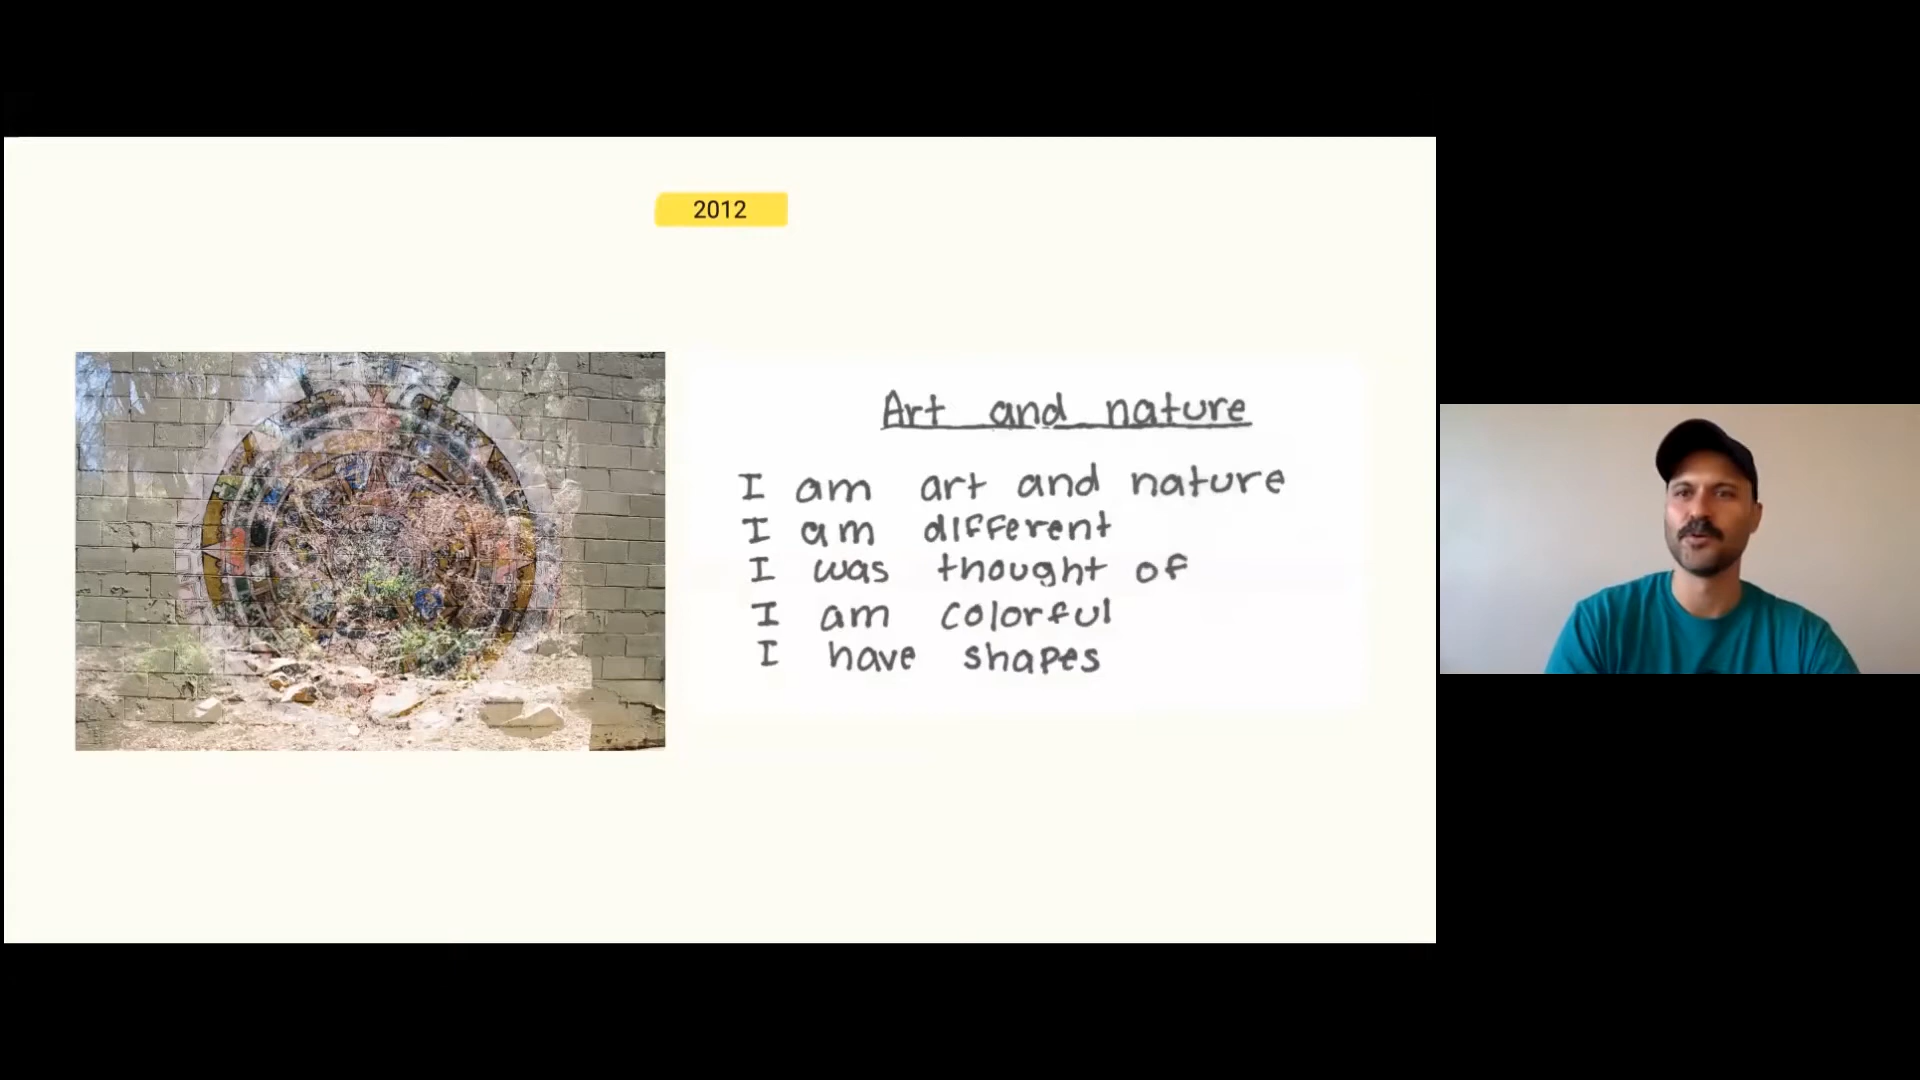 2012
Art and nature
I am art and nature
I am different
I was thought of
I am colorful
I have shapes